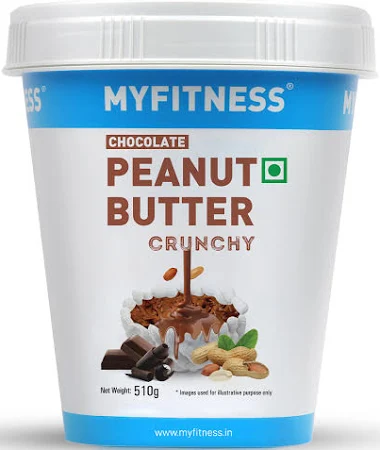 MYFITNESS®
CHOCOLATE
PEANUT
BUTTER
CRUNCHY
Net Weight: 510g
* Images used for illustrative purpose only
www.myfitness.in